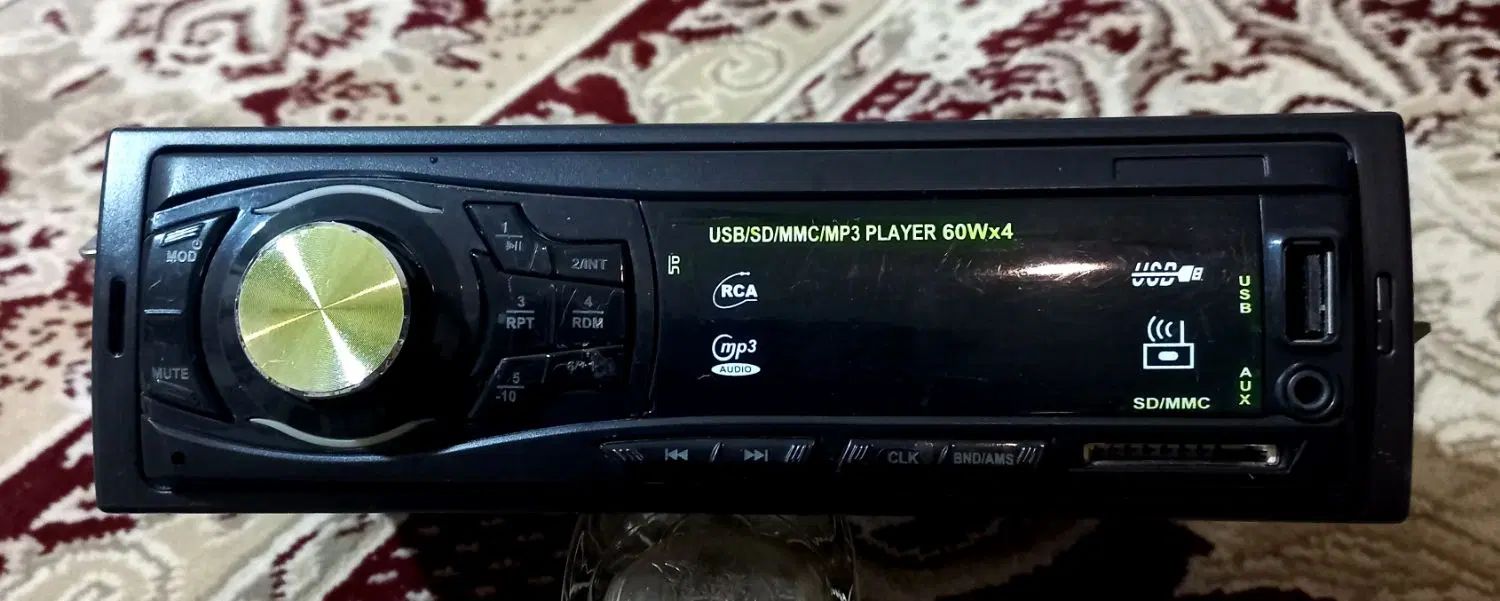 MOD
MUTE
1
2/INT
3
RPT
4
RDM
5
-10
USB/SD/MMC/MP3 PLAYER 60Wx4
RCA
mp3
AUDIO
USB
SD/MMC
USB
AUX
CLK
BND/AMS